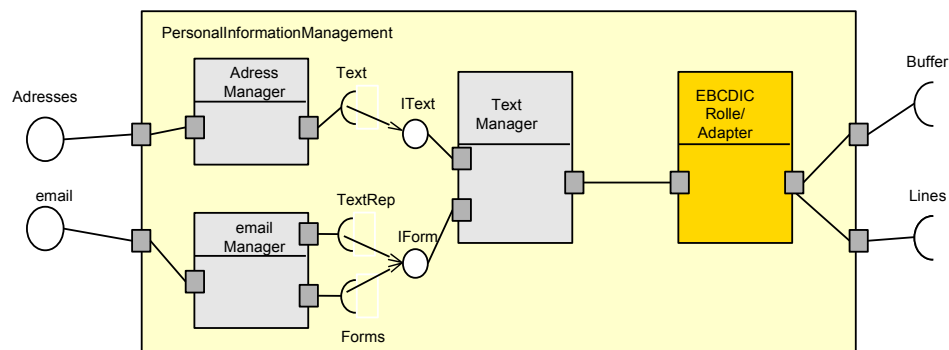 PersonalInformationManagement
Adresses
Adress
Manager
Text
IText
Text
Manager
EBCDIC
Rolle/
Adapter
Buffer
email
email
Manager
TextRep
IForm
Forms
Lines